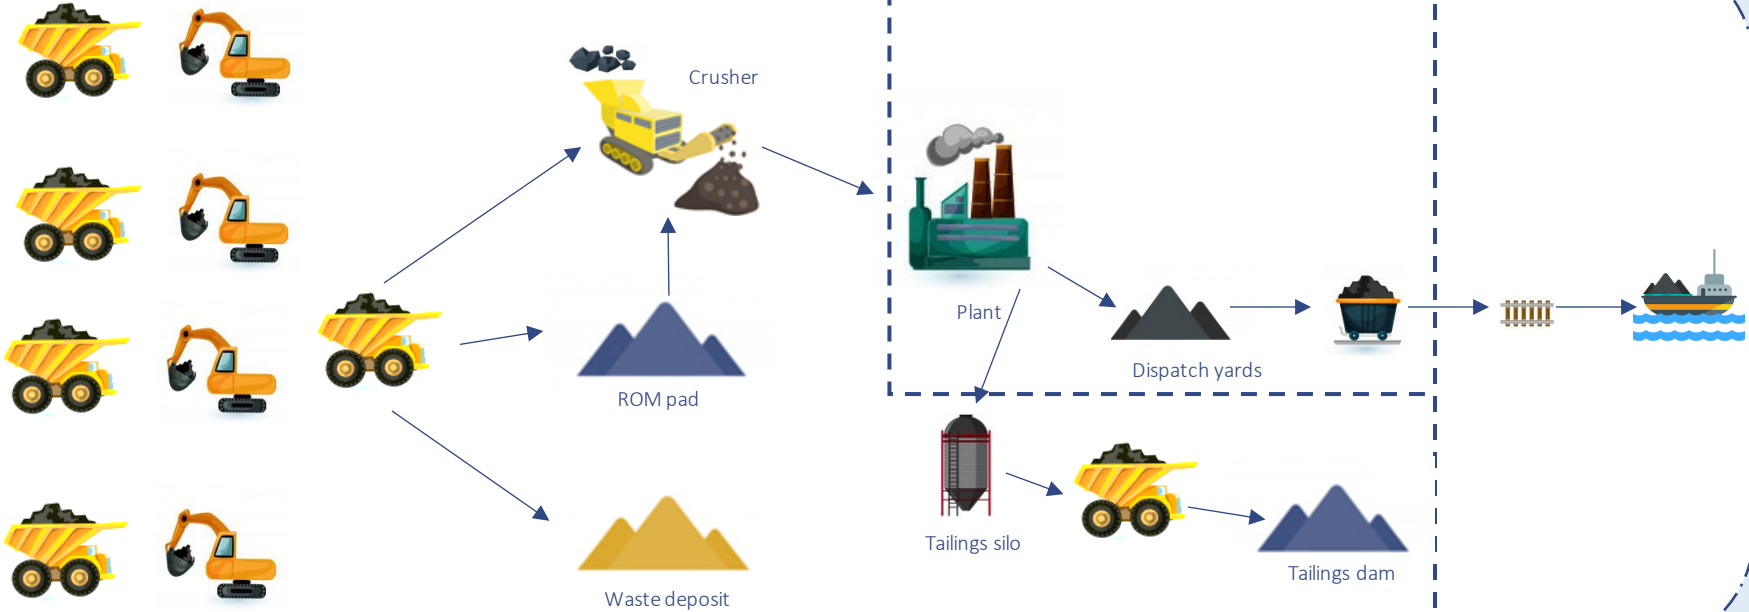 Crusher
Plant
Dispatch yards
ROM pad
Tailings silo
Tailings dam
Waste deposit